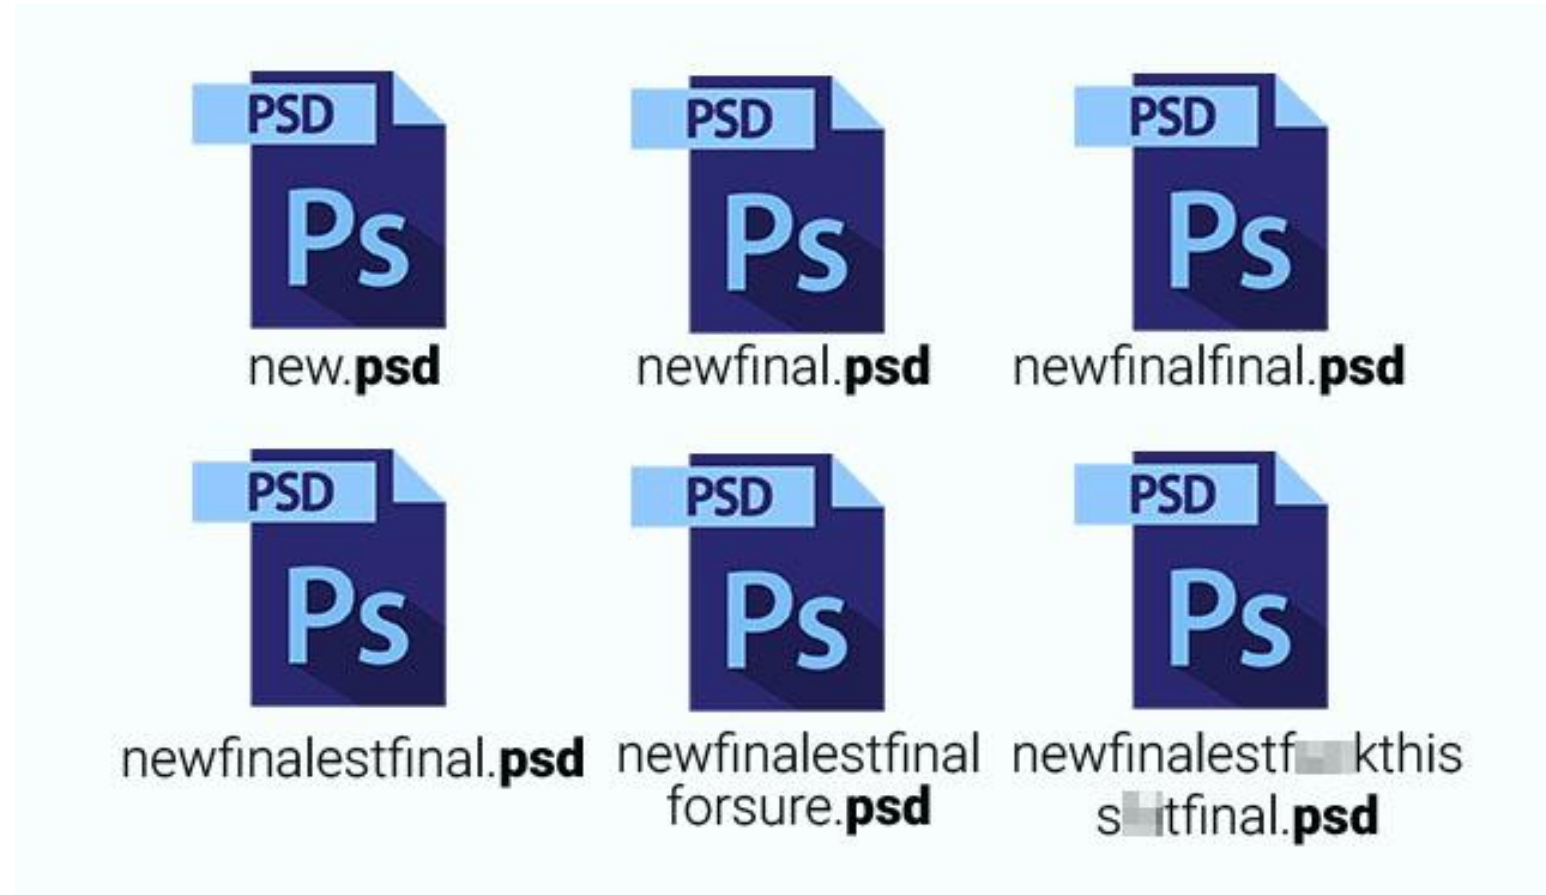 PSD
Ps
new.psd
PSD
Ps
newfinal.psd
PSD
Ps
newfinalfinal.psd
PSD
Ps
newfinalestfinal.psd
PSD
Ps
newfinalestfinal
forsure.psd
PSD
Ps